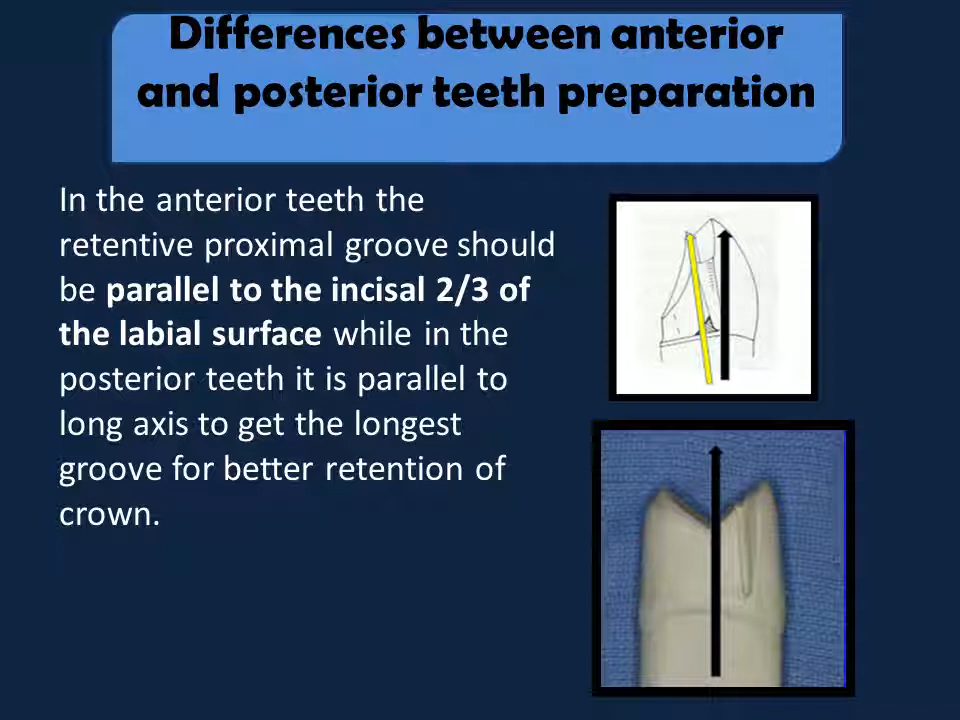 Differences between anterior
and posterior teeth preparation
In the anterior teeth the
retentive proximal groove should
be parallel to the incisal 2/3 of
the labial surface while in the
posterior teeth it is parallel to
long axis to get the longest
groove for better retention of
crown.